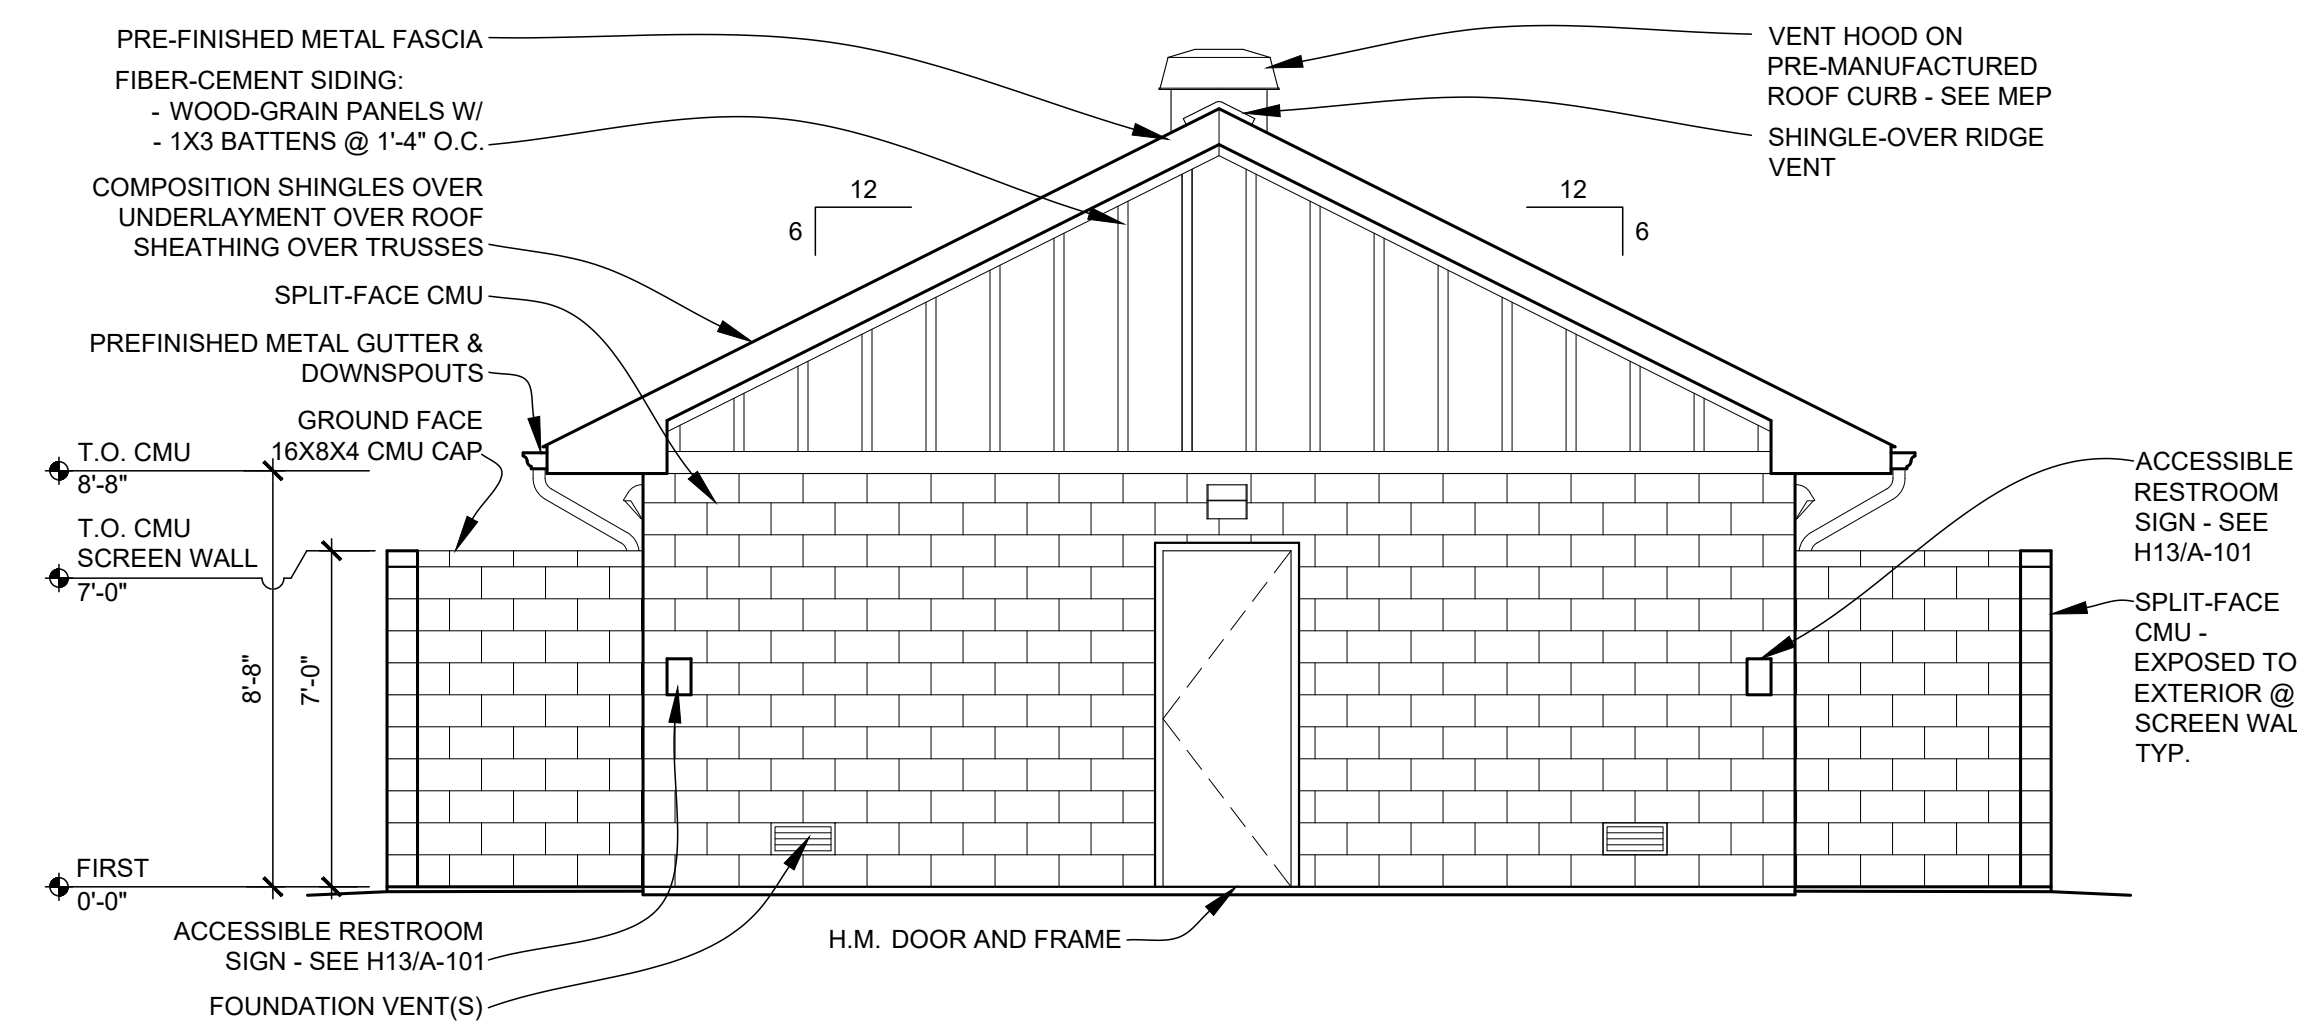 PRE-FINISHED METAL FASCIA
FIBER-CEMENT SIDING:
- WOOD-GRAIN PANELS W/
- 1X3 BATTENS @ 1'-4" O.C.
COMPOSITION SHINGLES OVER
UNDERLAYMENT OVER ROOF
SHEATHING OVER TRUSSES
SPLIT-FACE CMU
PREFINISHED METAL GUTTER &
DOWNSPOUTS
GROUND FACE
16X8X4 CMU CAP
T.O. CMU
8'-8"
T.O. CMU
SCREEN WALL
7'-0"
8'-8"
7'-0"
FIRST
0'-0"
ACCESSIBLE RESTROOM
SIGN - SEE H13/A-101
FOUNDATION VENT(S)
H.M. DOOR AND FRAME
12
6
12
6
VENT HOOD ON
PRE-MANUFACTURED
ROOF CURB - SEE MEP
SHINGLE-OVER RIDGE
VENT
ACCESSIBLE
RESTROOM
SIGN - SEE
H13/A-101
SPLIT-FACE
CMU -
EXPOSED TO
EXTERIOR @
SCREEN WAL
TYP.